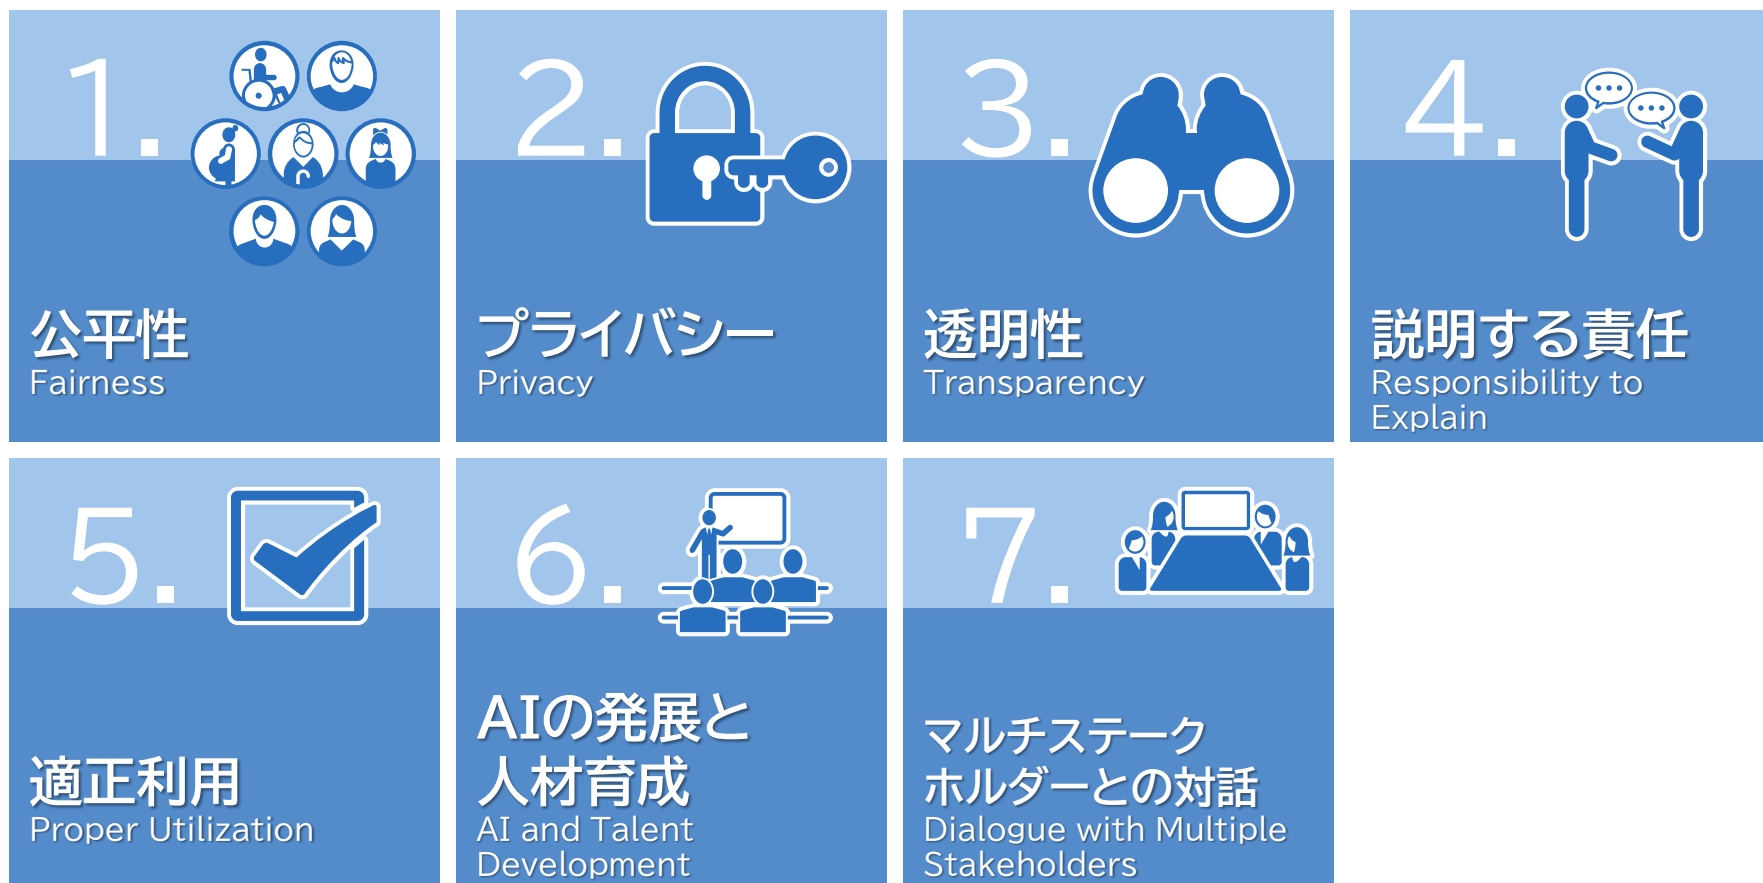 1.
公平性
Fairness
2.
プライバシー
Privacy
3.
透明性
Transparency
4.
説明する責任
Responsibility to
Explain
5.
適正利用
Proper Utilization
6.
AIの発展と
人材育成
AI and Talent
Development
7.
マルチステーク
ホルダーとの対話
Dialogue with Multiple
Stakeholders